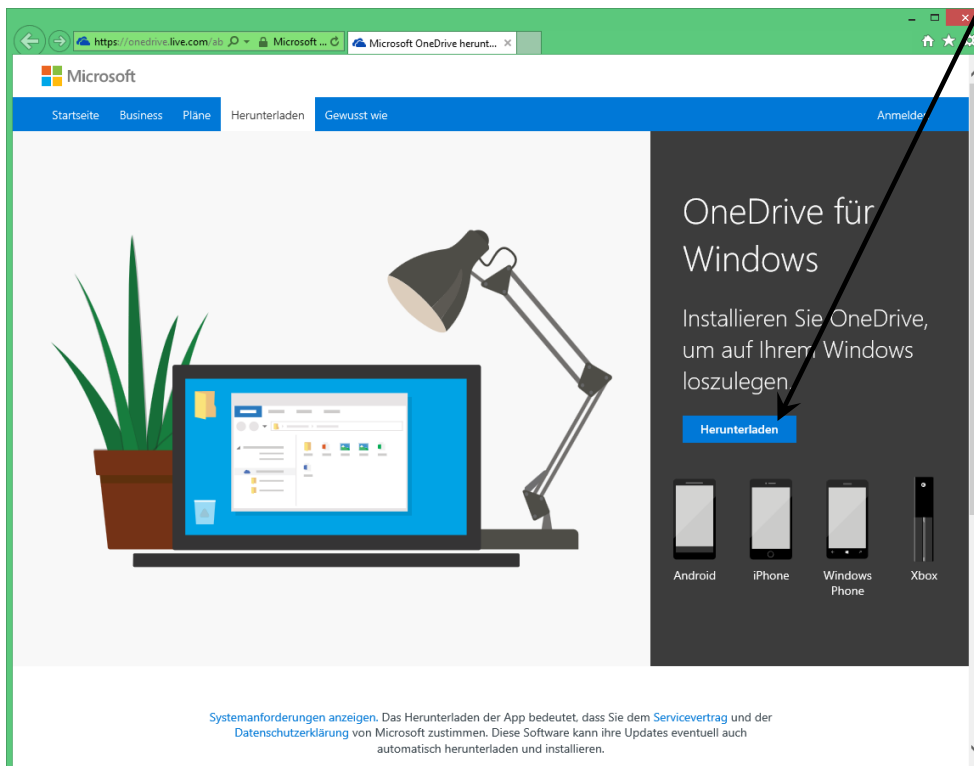 https://onedrive.live.com/ab
Microsoft ...
Microsoft OneDrive herunt...
Microsoft
Startseite Business Pläne Herunterladen Gewusst wie Anmelden
OneDrive für
Windows
Installieren Sie OneDrive,
um auf Ihrem Windows
loszulegen.
Herunterladen
Android iPhone Windows Xbox
Phone
Systemanforderungen anzeigen. Das Herunterladen der App bedeutet, dass Sie dem Servicevertrag und der
Datenschutzerklärung von Microsoft zustimmen. Diese Software kann ihre Updates eventuell auch
automatisch herunterladen und installieren.